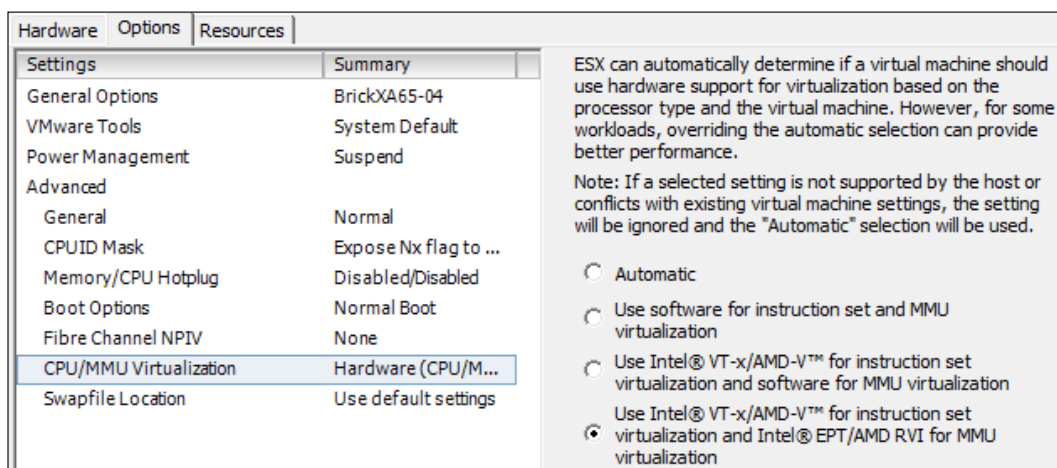 Hardware Options Resources
Settings Summary
General Options BrickXA65-04
VMware Tools System Default
Power Management Suspend
Advanced
General Normal
CPUID Mask Expose Nx flag to ...
Memory/CPU Hotplug Disabled/Disabled
Boot Options Normal Boot
Fibre Channel NPIV None
CPU/MMU Virtualization Hardware (CPU/M...
Swapfile Location Use default settings
ESX can automatically determine if a virtual machine should
use hardware support for virtualization based on the
processor type and the virtual machine. However, for some
workloads, overriding the automatic selection can provide
better performance.
Note: If a selected setting is not supported by the host or
conflicts with existing virtual machine settings, the setting
will be ignored and the "Automatic" selection will be used.
Automatic
Use software for instruction set and MMU
virtualization
Use Intel® VT-x/AMD-V™ for instruction set
virtualization and software for MMU virtualization
Use Intel® VT-x/AMD-V™ for instruction set
virtualization and Intel® EPT/AMD RVI for MMU
virtualization